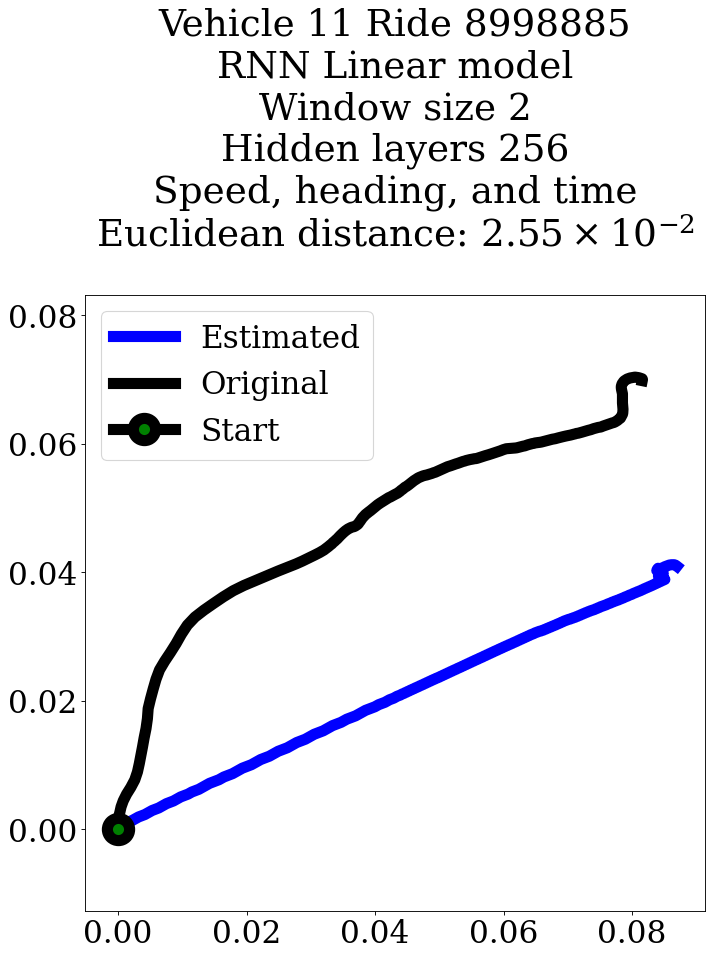 Vehicle 11 Ride 8998885
RNN Linear model
Window size 2
Hidden layers 256
Speed, heading, and time
Euclidean distance: 2.55 × 10⁻²
0.08
0.06
0.04
0.02
0.00
Estimated
Original
Start
0.00 0.02 0.04 0.06 0.08